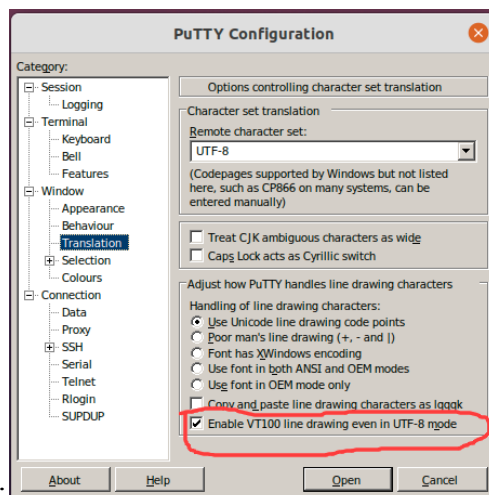 PuTTY Configuration
Category:
Session
Logging
Terminal
Keyboard
Bell
Features
Window
Appearance
Behaviour
Translation
Selection
Colours
Connection
Data
Proxy
SSH
Serial
Telnet
Rlogin
SUPDUP
Options controlling character set translation
Character set translation
Remote character set:
UTF-8
(Codepages supported by Windows but not listed
here, such as CP866 on many systems, can be
entered manually)
Treat CJK ambiguous characters as wide
Caps Lock acts as Cyrillic switch
Adjust how PuTTY handles line drawing characters
Handling of line drawing characters:
Use Unicode line drawing code points
Poor man's line drawing (+, - and |)
Font has XWindows encoding
Use font in both ANSI and OEM modes
Use font in OEM mode only
Copy and paste line drawing characters as lqqqk
Enable VT100 line drawing even in UTF-8 mode
About Help Open Cancel